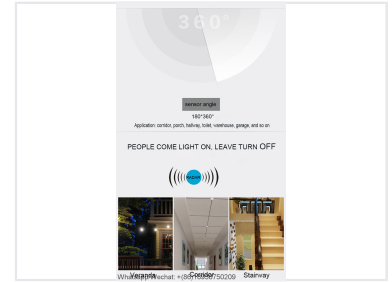 360°
sensor angle
180°360°
Application: corridor, porch, hallway, toilet, warehouse, garage, and so on
PEOPLE COME LIGHT ON, LEAVE TURN OFF
RADAR
Veranda
Corridor
Stairway